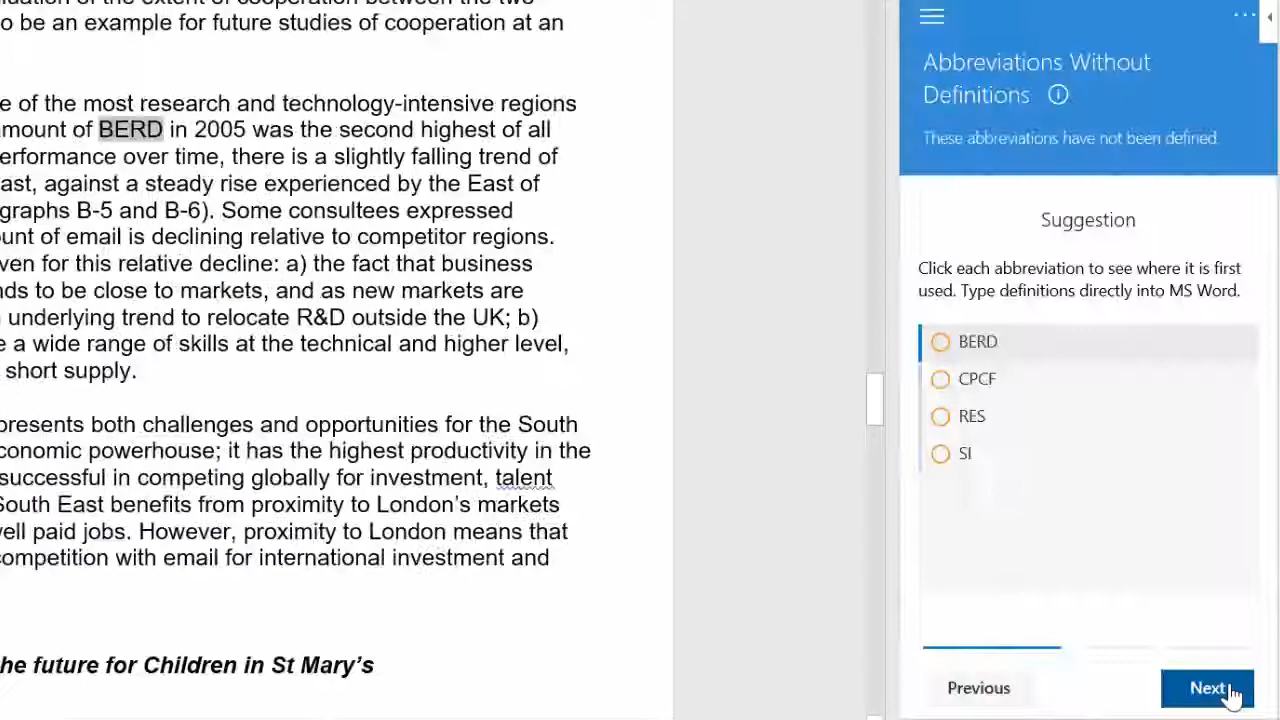 o be an example for future studies of cooperation at an
e of the most research and technology-intensive regions
mount of BERD in 2005 was the second highest of all
erformance over time, there is a slightly falling trend of
ast, against a steady rise experienced by the East of
graphs B-5 and B-6). Some consultees expressed
unt of email is declining relative to competitor regions.
ven for this relative decline: a) the fact that business
nds to be close to markets, and as new markets are
underlying trend to relocate R&D outside the UK; b)
e a wide range of skills at the technical and higher level,
short supply.
presents both challenges and opportunities for the South
conomic powerhouse; it has the highest productivity in the
successful in competing globally for investment, talent
South East benefits from proximity to London's markets
vell paid jobs. However, proximity to London means that
competition with email for international investment and
he future for Children in St Mary's
Abbreviations Without
Definitions
These abbreviations have not been defined.
Suggestion
Click each abbreviation to see where it is first
used. Type definitions directly into MS Word.
BERD
CPCF
RES
SI
Previous
Next